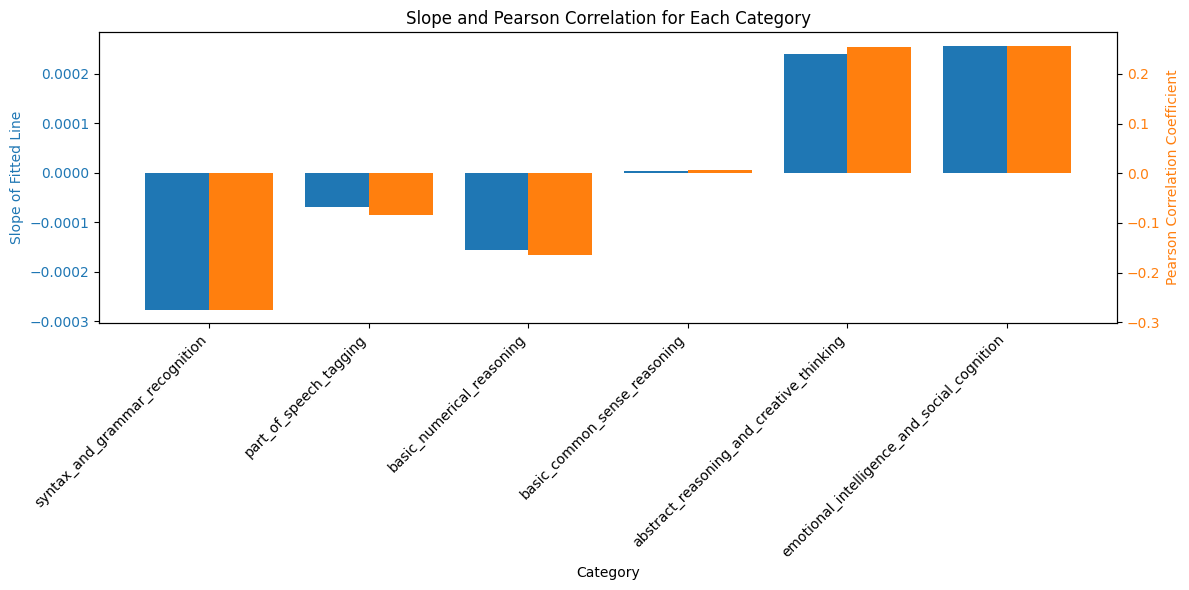 Slope and Pearson Correlation for Each Category
Slope of Fitted Line
0.0002
0.0001
0.0000
−0.0001
−0.0002
−0.0003
0.2
0.1
0.0
−0.1
−0.2
−0.3
Pearson Correlation Coefficient
syntax_and_grammar_recognition
part_of_speech_tagging
basic_numerical_reasoning
basic_common_sense_reasoning
abstract_reasoning_and_creative_thinking
emotional_intelligence_and_social_cognition
Category